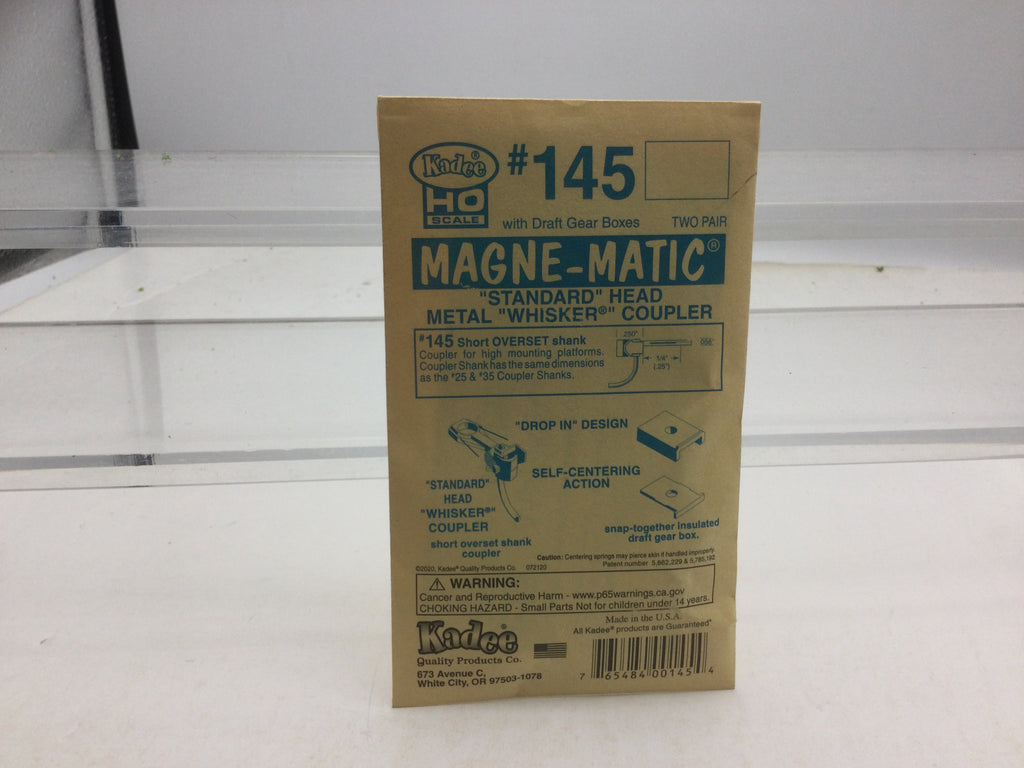 Kadee®
HO
SCALE
#145
with Draft Gear Boxes
TWO PAIR
MAGNE-MATIC®
"STANDARD" HEAD
METAL "WHISKER®" COUPLER
#145 Short OVERSET shank
Coupler for high mounting platforms.
Coupler Shank has the same dimensions
as the #25 & #35 Coupler Shanks.
.250"
1/4"
(.25")
"DROP IN" DESIGN
SELF-CENTERING
ACTION
"STANDARD"
HEAD
"WHISKER®"
COUPLER
short overset shank
coupler
snap-together insulated
draft gear box.
Caution: Centering springs may pierce skin if handled improperly
Patent number 5,662,229 & 5,785,192
©2020, Kadee® Quality Products Co. 072120
⚠ WARNING:
Cancer and Reproductive Harm - www.p65warnings.ca.gov
CHOKING HAZARD - Small Parts Not for children under 14 years.
Made in the U.S.A.
All Kadee® products are Guaranteed"
Kadee®
Quality Products Co.
673 Avenue C,
White City, OR 97503-1078
7 65484 00145 4